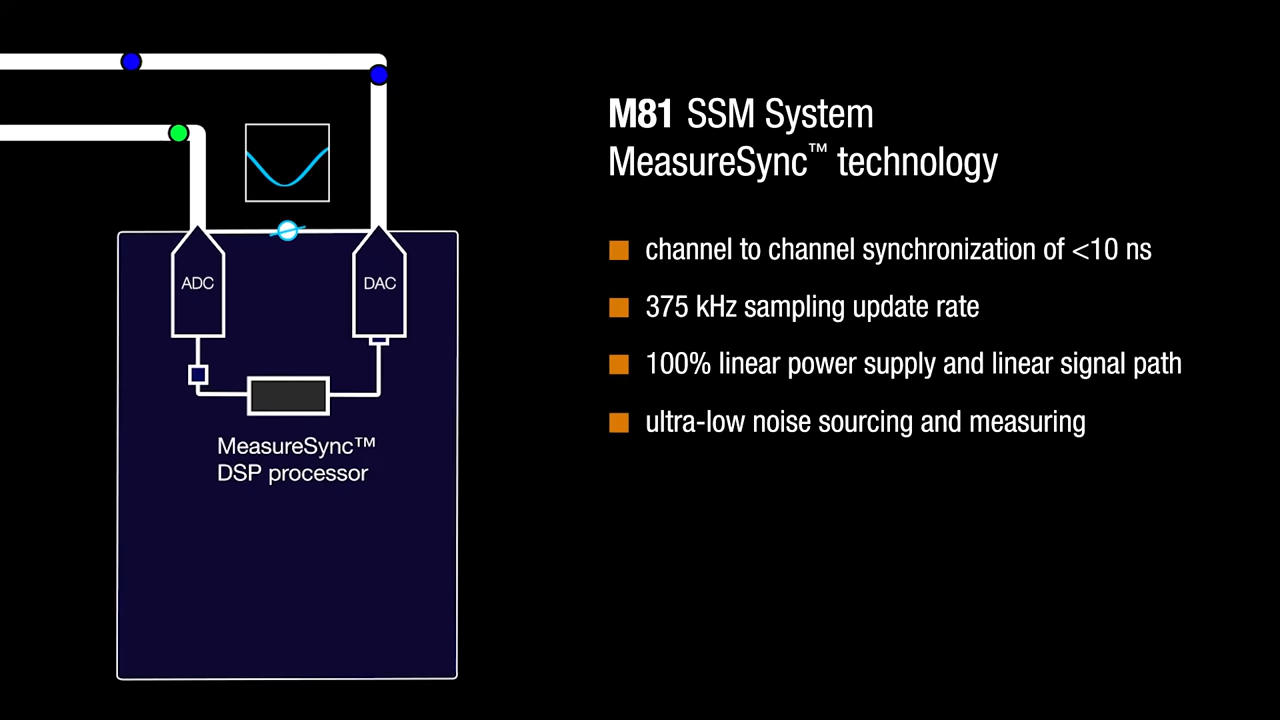 M81 SSM System
MeasureSync™ technology
channel to channel synchronization of <10 ns
375 kHz sampling update rate
100% linear power supply and linear signal path
ultra-low noise sourcing and measuring
ADC
DAC
MeasureSync™
DSP processor